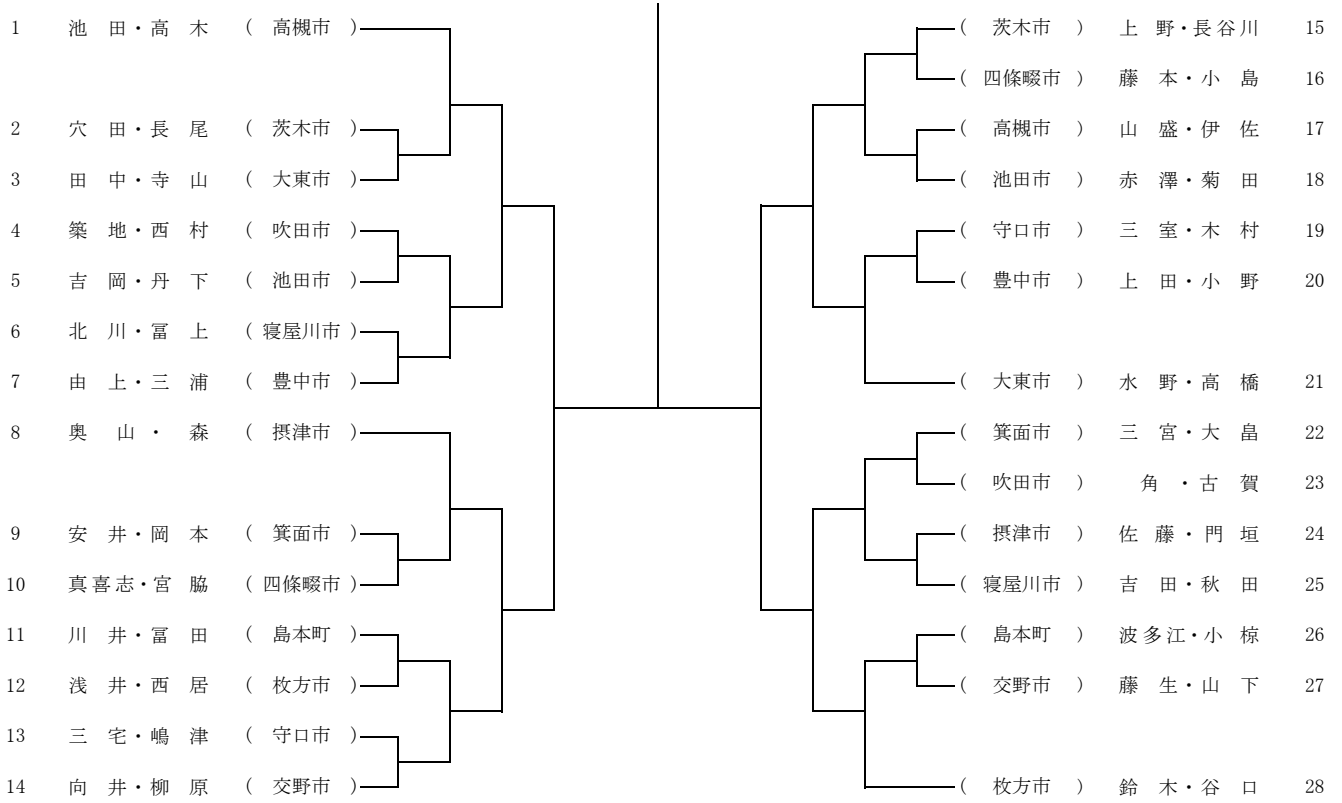 1 池田・高木 ( 高槻市 )
2 穴田・長尾 ( 茨木市 )
3 田中・寺山 ( 大東市 )
4 築地・西村 ( 吹田市 )
5 吉岡・丹下 ( 池田市 )
6 北川・冨上 ( 寝屋川市 )
7 由上・三浦 ( 豊中市 )
8 奥山・森 ( 摂津市 )
9 安井・岡本 ( 箕面市 )
10 真喜志・宮脇 ( 四條畷市 )
11 川井・冨田 ( 島本町 )
12 浅井・西居 ( 枚方市 )
13 三宅・嶋津 ( 守口市 )
14 向井・柳原 ( 交野市 )
( 茨木市 ) 上野・長谷川 15
( 四條畷市 ) 藤本・小島 16
( 高槻市 ) 山盛・伊佐 17
( 池田市 ) 赤澤・菊田 18
( 守口市 ) 三室・木村 19
( 豊中市 ) 上田・小野 20
( 大東市 ) 水野・高橋 21
( 箕面市 ) 三宮・大畠 22
( 吹田市 ) 角・古賀 23
( 摂津市 ) 佐藤・門垣 24
( 寝屋川市 ) 吉田・秋田 25
( 島本町 ) 波多江・小椋 26
( 交野市 ) 藤生・山下 27
( 枚方市 ) 鈴木・谷口 28